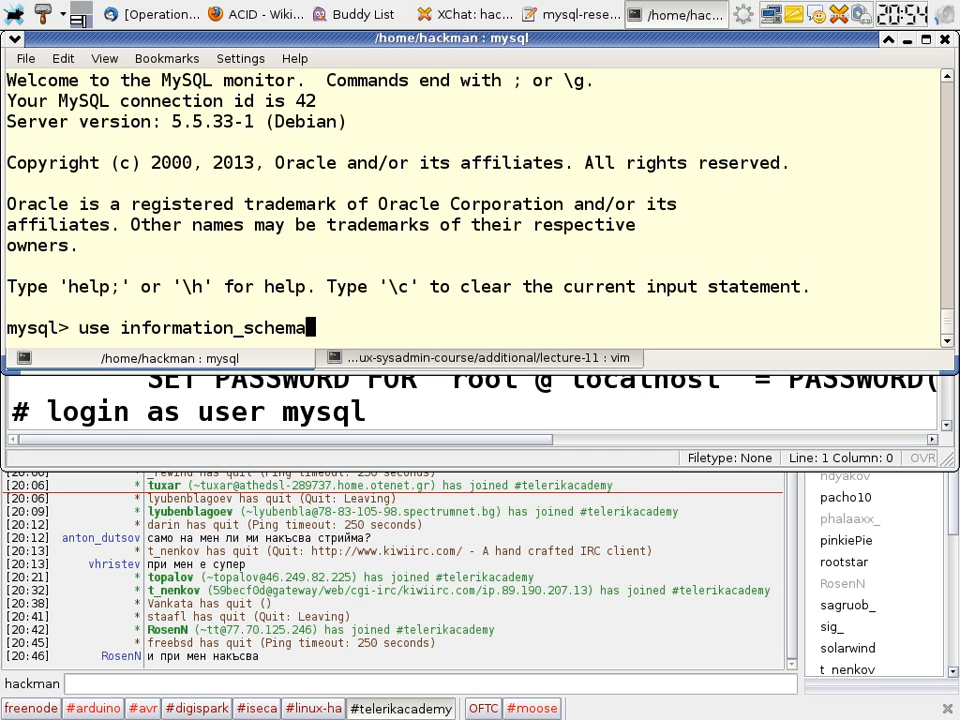 [Operation...
ACID - Wiki...
Buddy List
XChat: hac...
mysql-rese...
/home/hac...
20:54
/home/hackman : mysql
File Edit View Bookmarks Settings Help
Welcome to the MySQL monitor.  Commands end with ; or \g.
Your MySQL connection id is 42
Server version: 5.5.33-1 (Debian)
Copyright (c) 2000, 2013, Oracle and/or its affiliates. All rights reserved.
Oracle is a registered trademark of Oracle Corporation and/or its
affiliates. Other names may be trademarks of their respective
owners.
Type 'help;' or '\h' for help. Type '\c' to clear the current input statement.
mysql> use information_schema
/home/hackman : mysql
...ux-sysadmin-course/additional/lecture-11 : vim
SET PASSWORD FOR 'root'@'localhost' = PASSWORD(
# login as user mysql
Filetype: None Line: 1 Column: 0 OVR
[20:06] * _rewind has quit (Ping timeout: 250 seconds)
[20:06] * tuxar (~tuxar@athedsl-289737.home.otenet.gr) has joined #telerikacademy
[20:06] * lyubenblagoev has quit (Quit: Leaving)
[20:09] * lyubenblagoev (~lyubenbla@78-83-105-98.spectrumnet.bg) has joined #telerikacademy
[20:12] * darin has quit (Ping timeout: 250 seconds)
[20:12] anton_dutsov само на мен ли ми накъсва стрийма?
[20:13] * t_nenkov has quit (Quit: http://www.kiwiirc.com/ - A hand crafted IRC client)
[20:13] vhristev при мен е супер
[20:21] * topalov (~topalov@46.249.82.225) has joined #telerikacademy
[20:32] * t_nenkov (59becf0d@gateway/web/cgi-irc/kiwiirc.com/ip.89.190.207.13) has joined #telerikacademy
[20:38] * Vankata has quit ()
[20:41] * staafl has quit (Quit: Leaving)
[20:42] * RosenN (~tt@77.70.125.246) has joined #telerikacademy
[20:45] * freebsd has quit (Ping timeout: 250 seconds)
[20:46] RosenN и при мен накъсва
ndyakov
pacho10
phalaaxx_
pinkiePie
rootstar
RosenN
sagruob_
sig_
solarwind
t_nenkov
hackman
freenode #arduino #avr #digispark #iseca #linux-ha #telerikacademy OFTC #moose